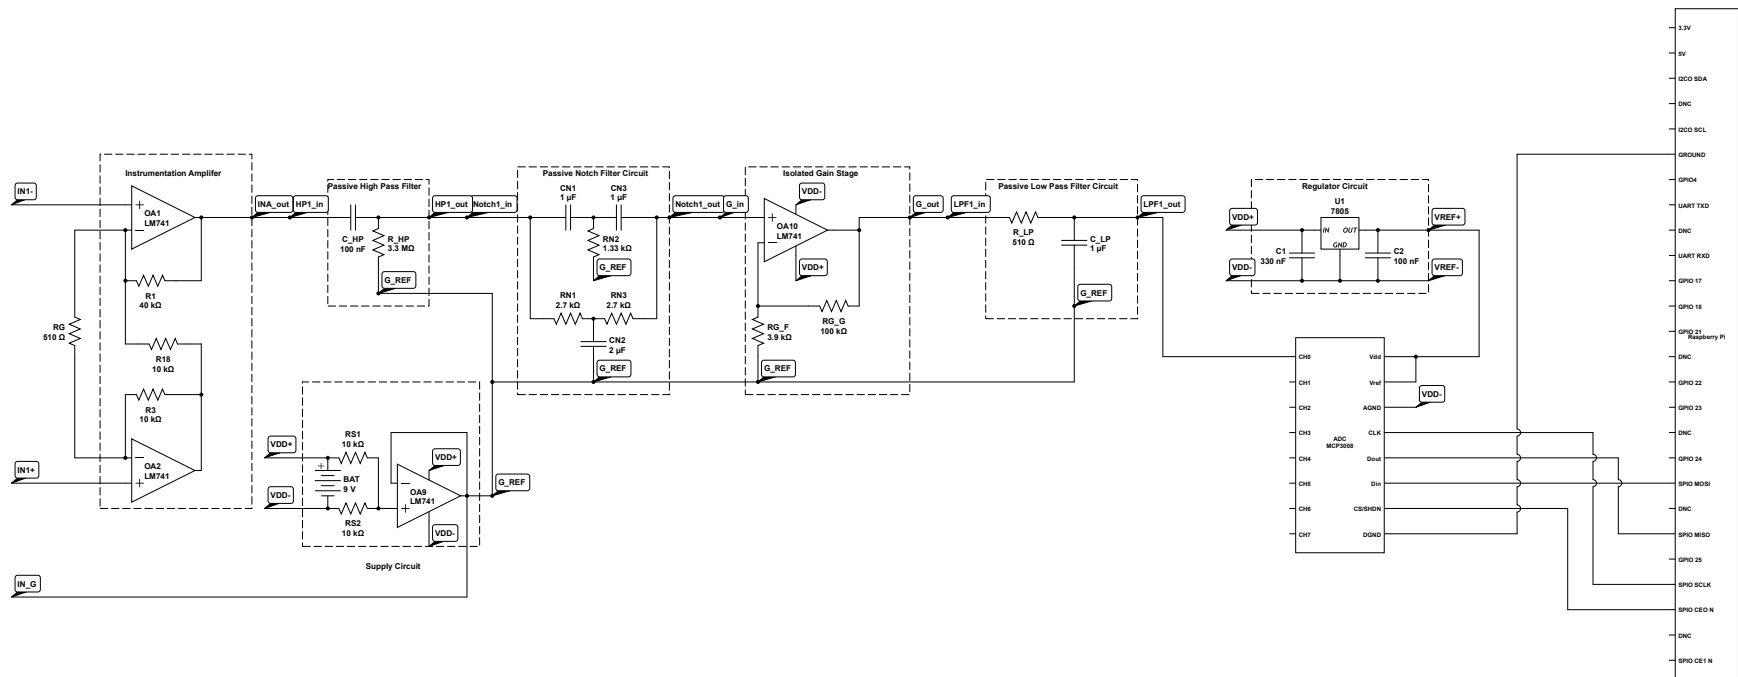 IN1-
IN1+
IN_G
Instrumentation Amplifer
OA1
LM741
R1
40 kΩ
RG
510 Ω
R18
10 kΩ
R3
10 kΩ
OA2
LM741
INA_out
HP1_in
Passive High Pass Filter
C_HP
100 nF
R_HP
3.3 MΩ
G_REF
HP1_out
Notch1_in
Passive Notch Filter Circuit
CN1
1 µF
CN3
1 µF
RN2
1.33 kΩ
G_REF
RN1
2.7 kΩ
RN3
2.7 kΩ
CN2
2 µF
G_REF
Notch1_out
G_in
Isolated Gain Stage
VDD-
OA10
LM741
VDD+
RG_F
3.9 kΩ
RG_G
100 kΩ
G_REF
G_out
LPF1_in
Passive Low Pass Filter Circuit
R_LP
510 Ω
C_LP
1 µF
G_REF
LPF1_out
VDD+
RS1
10 kΩ
+
BAT
9 V
VDD-
RS2
10 kΩ
VDD+
OA9
LM741
VDD-
G_REF
Supply Circuit
Regulator Circuit
U1
7805
VDD+
IN
OUT
GND
VREF+
C1
330 nF
C2
100 nF
VDD-
VREF-
ADC
MCP3008
CH0
CH1
CH2
CH3
CH4
CH5
CH6
CH7
Vdd
Vref
AGND
CLK
Dout
Din
CS/SHDN
DGND
VDD-
3.3V
5V
I2CO SDA
DNC
I2CO SCL
GROUND
GPIO4
UART TXD
DNC
UART RXD
GPIO 17
GPIO 18
GPIO 21
Raspberry Pi
DNC
GPIO 22
GPIO 23
DNC
GPIO 24
SPIO MOSI
DNC
SPIO MISO
GPIO 25
SPIO SCLK
SPIO CEO N
DNC
SPIO CE1 N